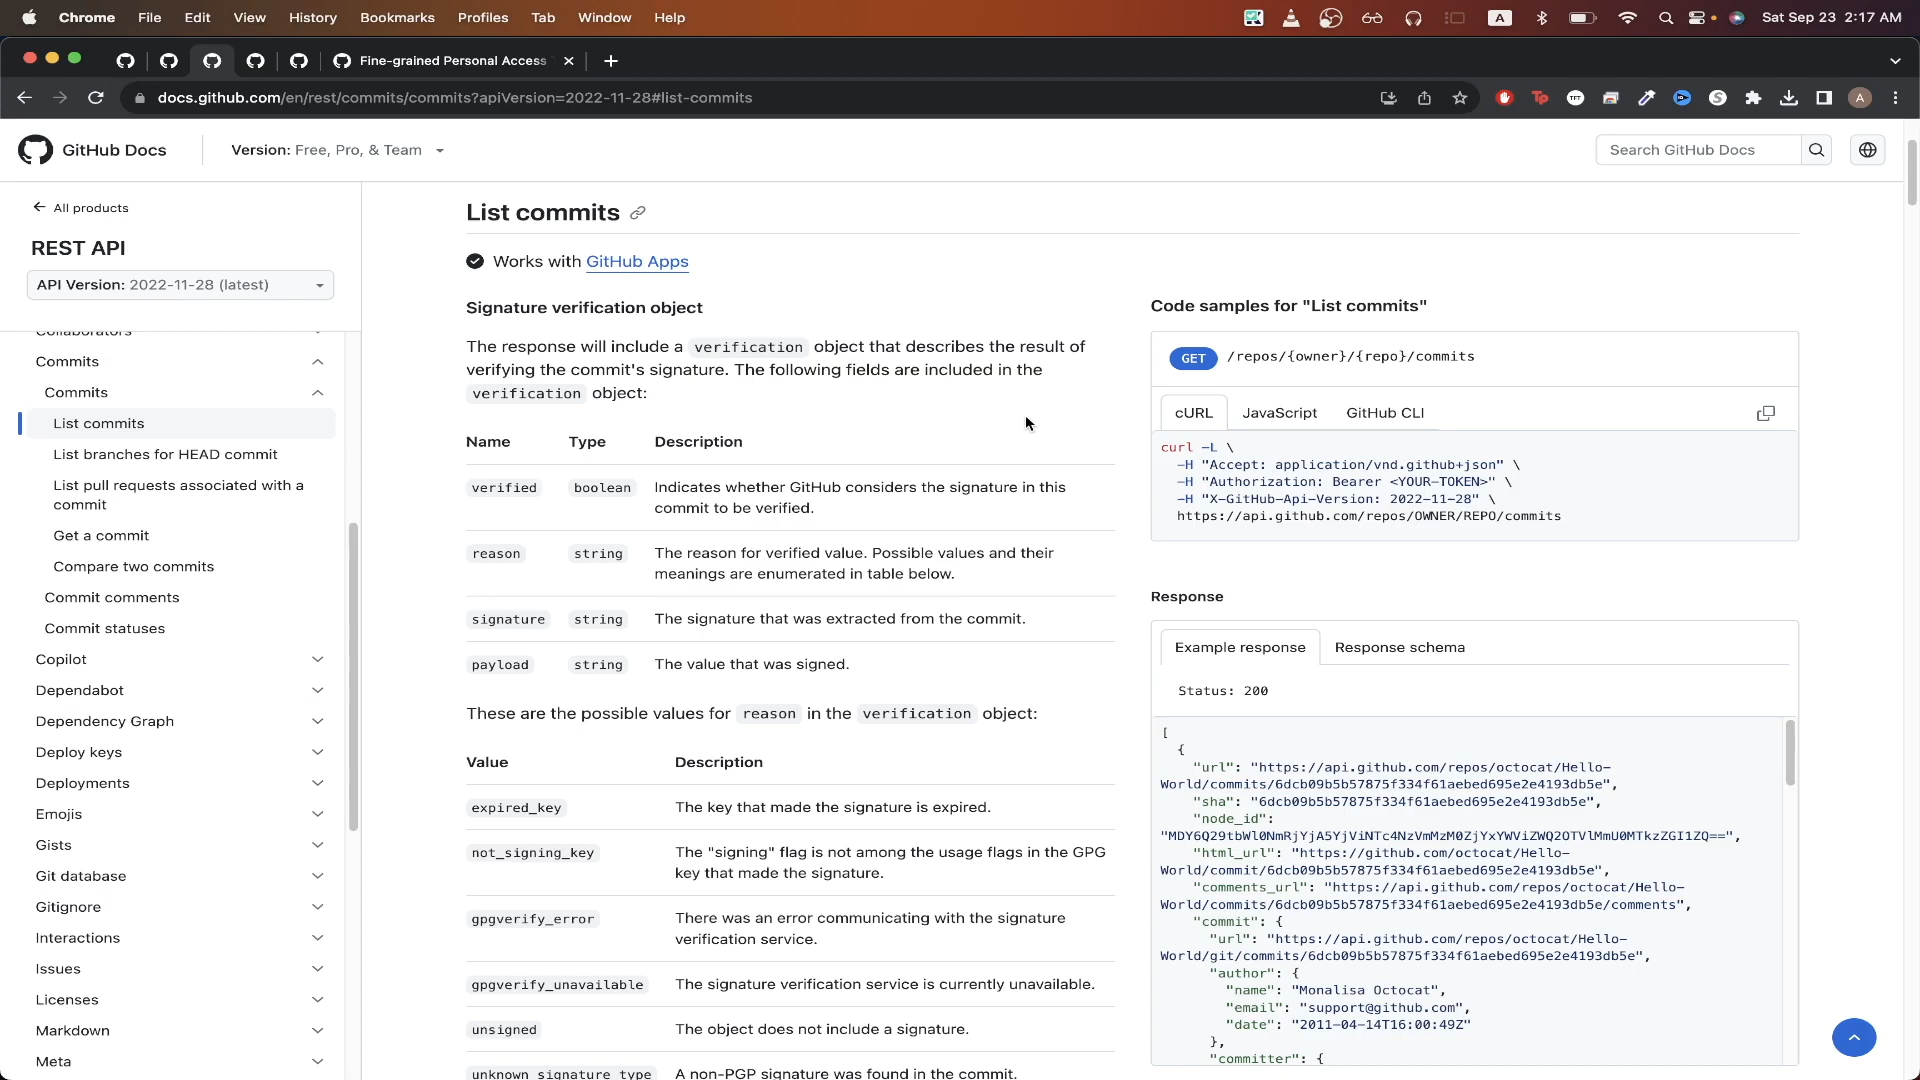 Chrome File Edit View History Bookmarks Profiles Tab Window Help A Sat Sep 23 2:17 AM
Fine-grained Personal Access
docs.github.com/en/rest/commits/commits?apiVersion=2022-11-28#list-commits
GitHub Docs Version: Free, Pro, & Team Search GitHub Docs
All products
REST API
API Version: 2022-11-28 (latest)
Collaborators
Commits
Commits
List commits
List branches for HEAD commit
List pull requests associated with a
commit
Get a commit
Compare two commits
Commit comments
Commit statuses
Copilot
Dependabot
Dependency Graph
Deploy keys
Deployments
Emojis
Gists
Git database
Gitignore
Interactions
Issues
Licenses
Markdown
Meta
List commits
Works with GitHub Apps
Signature verification object
The response will include a verification object that describes the result of
verifying the commit's signature. The following fields are included in the
verification object:
Name Type Description
verified boolean Indicates whether GitHub considers the signature in this
commit to be verified.
reason string The reason for verified value. Possible values and their
meanings are enumerated in table below.
signature string The signature that was extracted from the commit.
payload string The value that was signed.
These are the possible values for reason in the verification object:
Value Description
expired_key The key that made the signature is expired.
not_signing_key The "signing" flag is not among the usage flags in the GPG
key that made the signature.
gpgverify_error There was an error communicating with the signature
verification service.
gpgverify_unavailable The signature verification service is currently unavailable.
unsigned The object does not include a signature.
unknown_signature_type A non-PGP signature was found in the commit.
Code samples for "List commits"
GET /repos/{owner}/{repo}/commits
cURL JavaScript GitHub CLI
curl -L \
-H "Accept: application/vnd.github+json" \
-H "Authorization: Bearer <YOUR-TOKEN>" \
-H "X-GitHub-Api-Version: 2022-11-28" \
https://api.github.com/repos/OWNER/REPO/commits
Response
Example response Response schema
Status: 200
[
{
"url": "https://api.github.com/repos/octocat/Hello-
World/commits/6dcb09b5b57875f334f61aebed695e2e4193db5e",
"sha": "6dcb09b5b57875f334f61aebed695e2e4193db5e",
"node_id":
"MDY6Q29tbWl0NmRjYjA5YjViNTc4NzVmMzM0ZjYxYWViZWQ2OTVlMmU0MTkzZGI1ZQ==",
"html_url": "https://github.com/octocat/Hello-
World/commit/6dcb09b5b57875f334f61aebed695e2e4193db5e",
"comments_url": "https://api.github.com/repos/octocat/Hello-
World/commits/6dcb09b5b57875f334f61aebed695e2e4193db5e/comments",
"commit": {
"url": "https://api.github.com/repos/octocat/Hello-
World/git/commits/6dcb09b5b57875f334f61aebed695e2e4193db5e",
"author": {
"name": "Monalisa Octocat",
"email": "support@github.com",
"date": "2011-04-14T16:00:49Z"
},
"committer": {